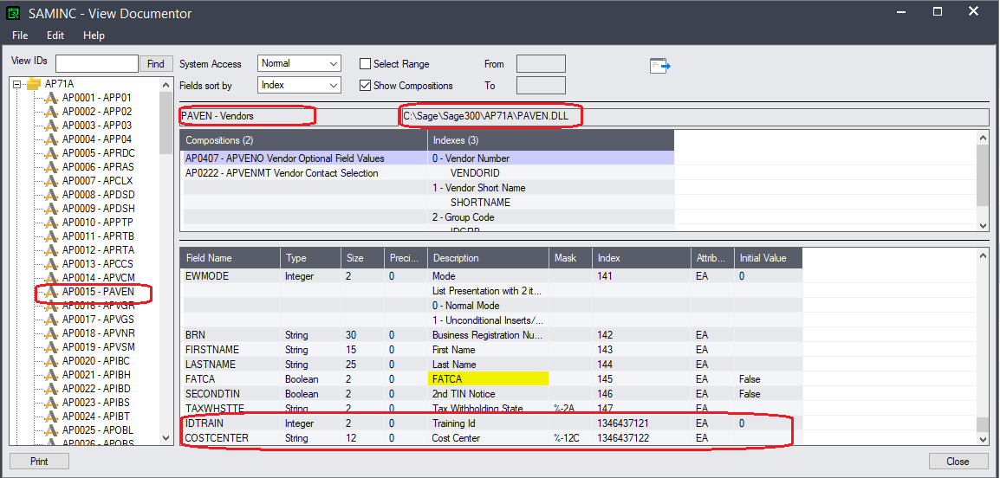 SAMINC - View Documentor
File Edit Help
View IDs Find System Access Normal Select Range From
Fields sort by Index Show Compositions To
AP71A
AP0001 - APP01
AP0002 - APP02
AP0003 - APP03
AP0004 - APP04
AP0005 - APRDC
AP0006 - APRAS
AP0007 - APCLX
AP0008 - APDSD
AP0009 - APDSH
AP0010 - APPTP
AP0011 - APRTB
AP0012 - APRTA
AP0013 - APCCS
AP0014 - APVCM
AP0015 - PAVEN
AP0016 - APVGR
AP0017 - APVGS
AP0018 - APVNR
AP0019 - APVSM
AP0020 - APIBC
AP0021 - APIBH
AP0022 - APIBD
AP0023 - APIBS
AP0024 - APIBT
AP0025 - APOBL
AP0026 - APOBS
PAVEN - Vendors C:\Sage\Sage300\AP71A\PAVEN.DLL
Compositions (2) Indexes (3)
AP0407 - APVENO Vendor Optional Field Values 0 - Vendor Number
AP0222 - APVENMT Vendor Contact Selection VENDORID
1 - Vendor Short Name
SHORTNAME
2 - Group Code
IDGRP
Field Name Type Size Preci... Description Mask Index Attrib... Initial Value
EWMODE Integer 2 0 Mode 141 EA 0
List Presentation with 2 it...
0 - Normal Mode
1 - Unconditional Inserts/...
BRN String 30 0 Business Registration Nu... 142 EA
FIRSTNAME String 15 0 First Name 143 EA
LASTNAME String 25 0 Last Name 144 EA
FATCA Boolean 2 0 FATCA 145 EA False
SECONDTIN Boolean 2 0 2nd TIN Notice 146 EA False
TAXWHSTTE String 2 0 Tax Withholding State %-2A 147 EA
IDTRAIN Integer 2 0 Training Id 1346437121 EA 0
COSTCENTER String 12 0 Cost Center %-12C 1346437122 EA
Print Close